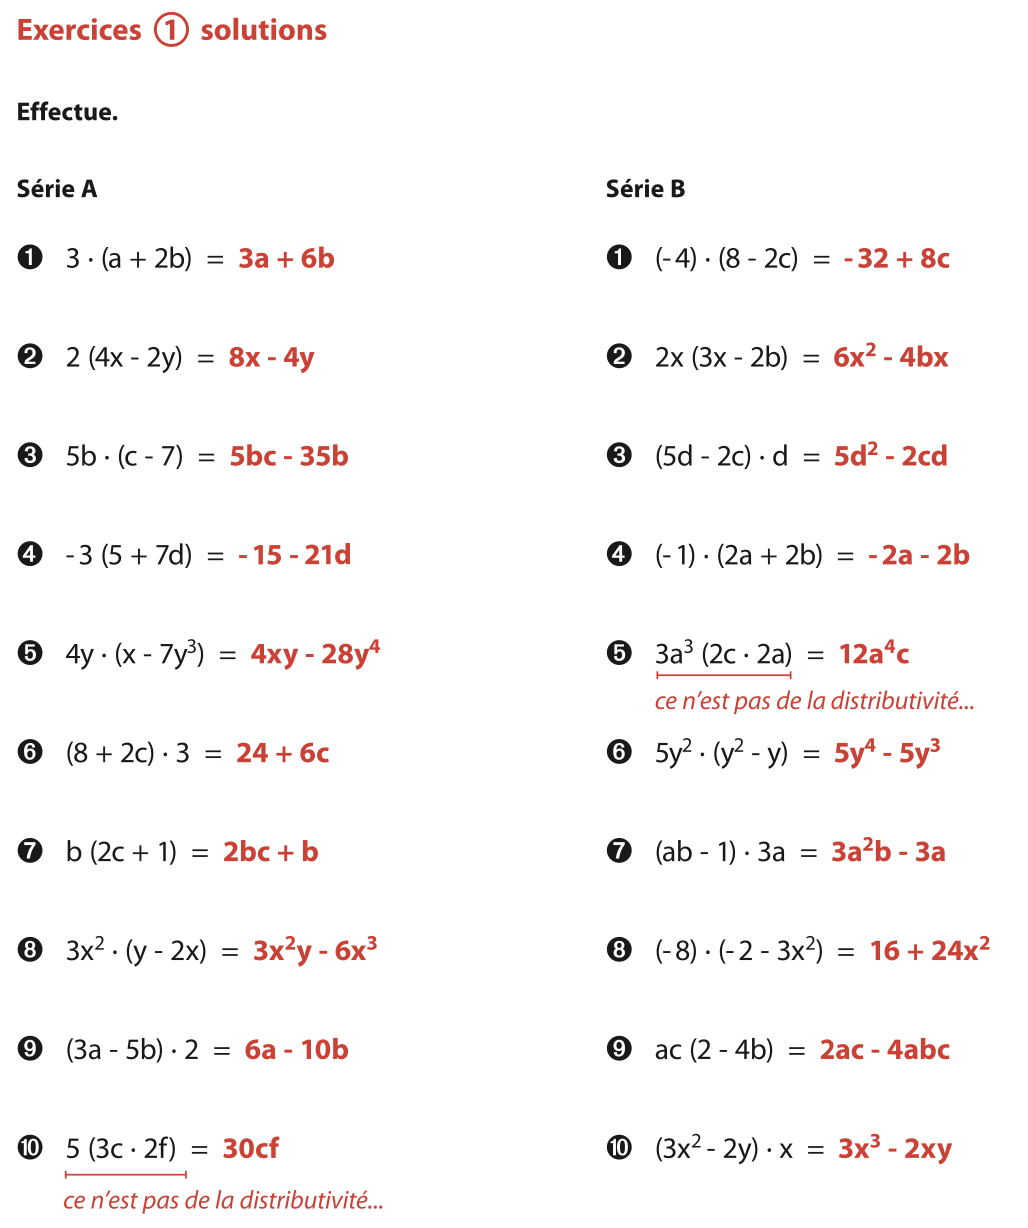 Exercices ① solutions
Effectue.
Série A
❶ 3 · (a + 2b) = 3a + 6b
❷ 2 (4x - 2y) = 8x - 4y
❸ 5b · (c - 7) = 5bc - 35b
❹ - 3 (5 + 7d) = - 15 - 21d
❺ 4y · (x - 7y³) = 4xy - 28y⁴
❻ (8 + 2c) · 3 = 24 + 6c
❼ b (2c + 1) = 2bc + b
❽ 3x² · (y - 2x) = 3x²y - 6x³
❾ (3a - 5b) · 2 = 6a - 10b
❿ 5 (3c · 2f) = 30cf
ce n'est pas de la distributivité...
Série B
❶ (- 4) · (8 - 2c) = - 32 + 8c
❷ 2x (3x - 2b) = 6x² - 4bx
❸ (5d - 2c) · d = 5d² - 2cd
❹ (- 1) · (2a + 2b) = - 2a - 2b
❺ 3a³ (2c · 2a) = 12a⁴c
ce n'est pas de la distributivité...
❻ 5y² · (y² - y) = 5y⁴ - 5y³
❼ (ab - 1) · 3a = 3a²b - 3a
❽ (- 8) · (- 2 - 3x²) = 16 + 24x²
❾ ac (2 - 4b) = 2ac - 4abc
❿ (3x² - 2y) · x = 3x³ - 2xy